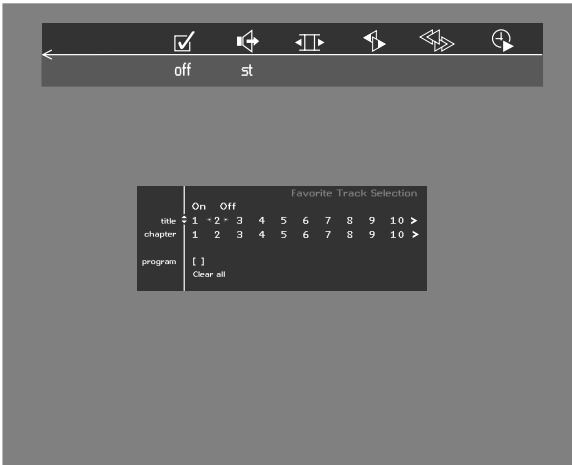 off st
Favorite Track Selection
On Off
title 1 2 3 4 5 6 7 8 9 10 >
chapter 1 2 3 4 5 6 7 8 9 10 >
program [ ]
Clear all